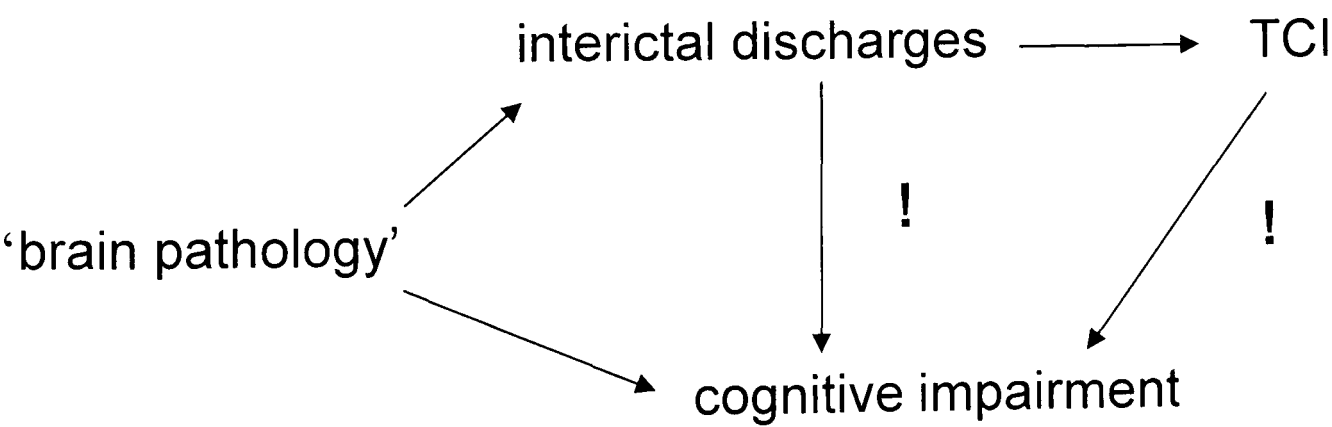 interictal discharges TCI
!
!
‘brain pathology’
cognitive impairment